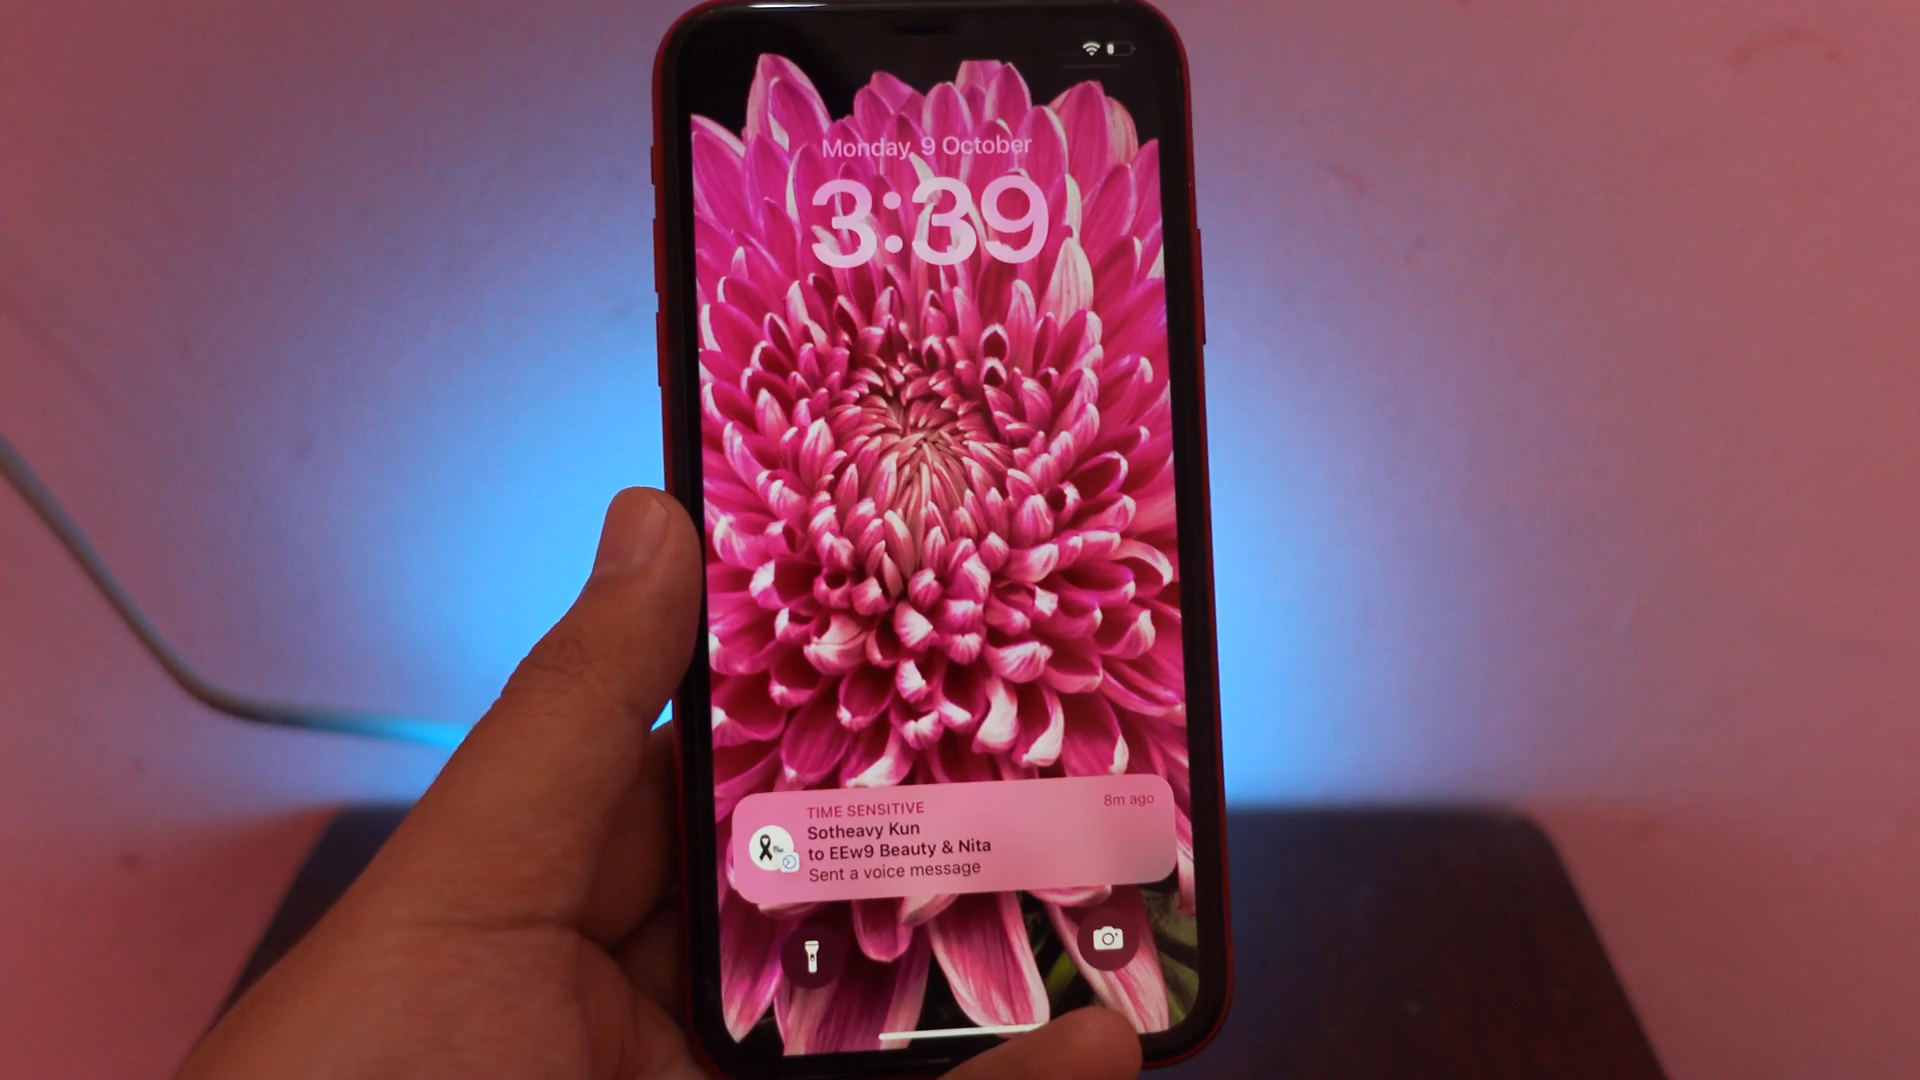 Monday, 9 October
3:39
TIME SENSITIVE
8m ago
Sotheavy Kun
to EEw9 Beauty & Nita
Sent a voice message